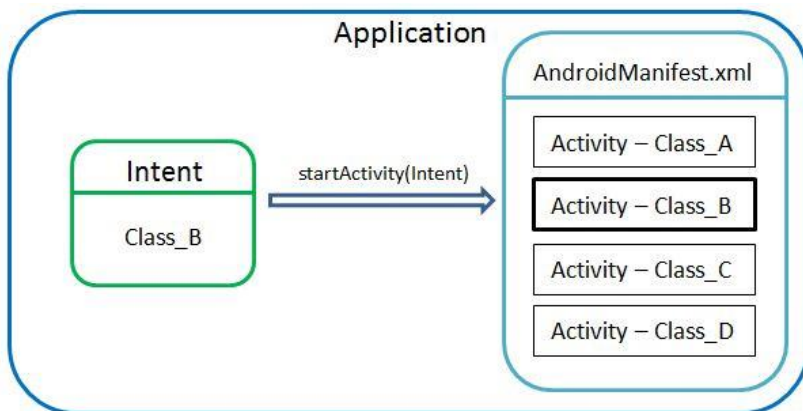 Application
AndroidManifest.xml
Intent
Class_B
startActivity(Intent)
Activity – Class_A
Activity – Class_B
Activity – Class_C
Activity – Class_D